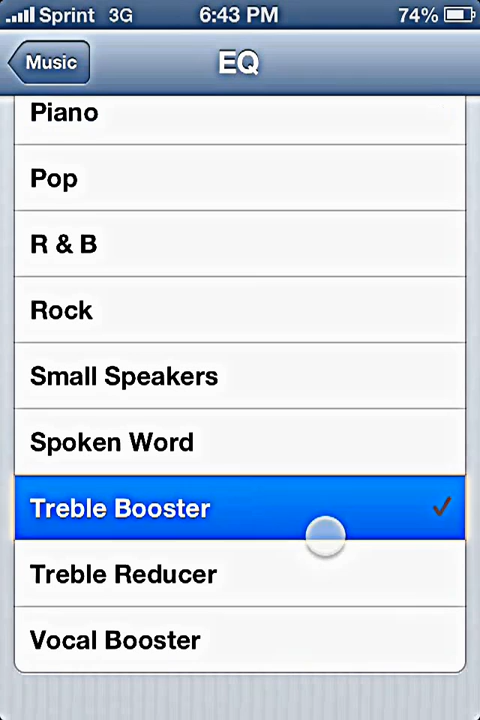 Sprint 3G 6:43 PM 74%
Music EQ
Piano
Pop
R & B
Rock
Small Speakers
Spoken Word
Treble Booster
Treble Reducer
Vocal Booster